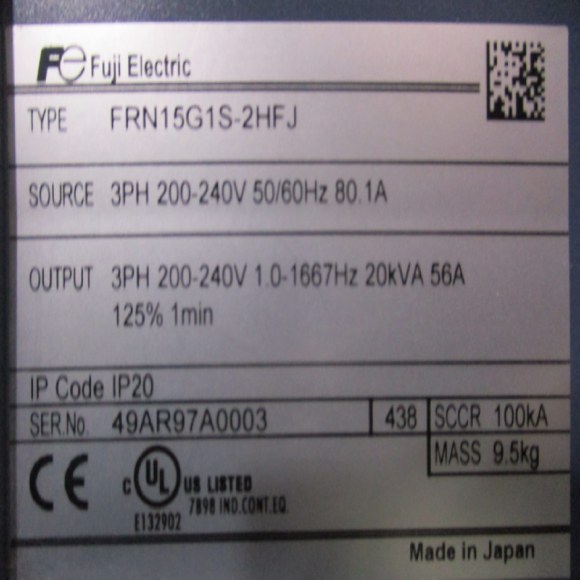 Fe Fuji Electric
TYPE FRN15G1S-2HFJ
SOURCE 3PH 200-240V 50/60Hz 80.1A
OUTPUT 3PH 200-240V 1.0-1667Hz 20kVA 56A
125% 1min
IP Code IP20
SER.No. 49AR97A0003 438 SCCR 100kA
MASS 9.5kg
CE C UL US LISTED
7898 IND.CONT.EQ.
E132902
Made in Japan